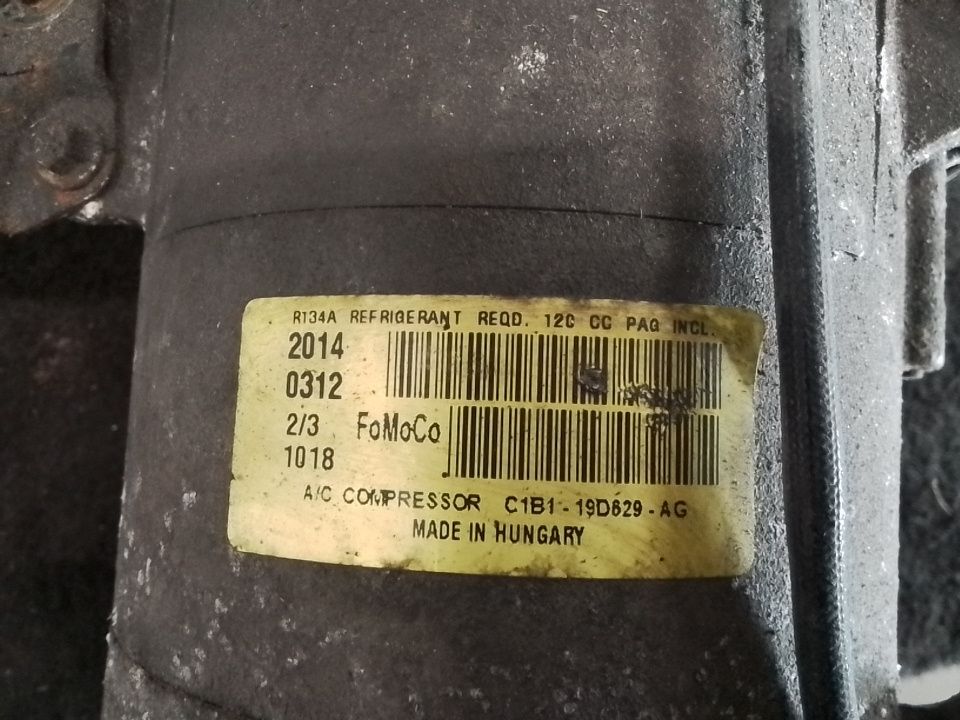 R134A REFRIGERANT REQD. 120 CC PAG INCL.
2014
0312
2/3 FoMoCo
1018
A/C COMPRESSOR C1B1-19D629-AG
MADE IN HUNGARY